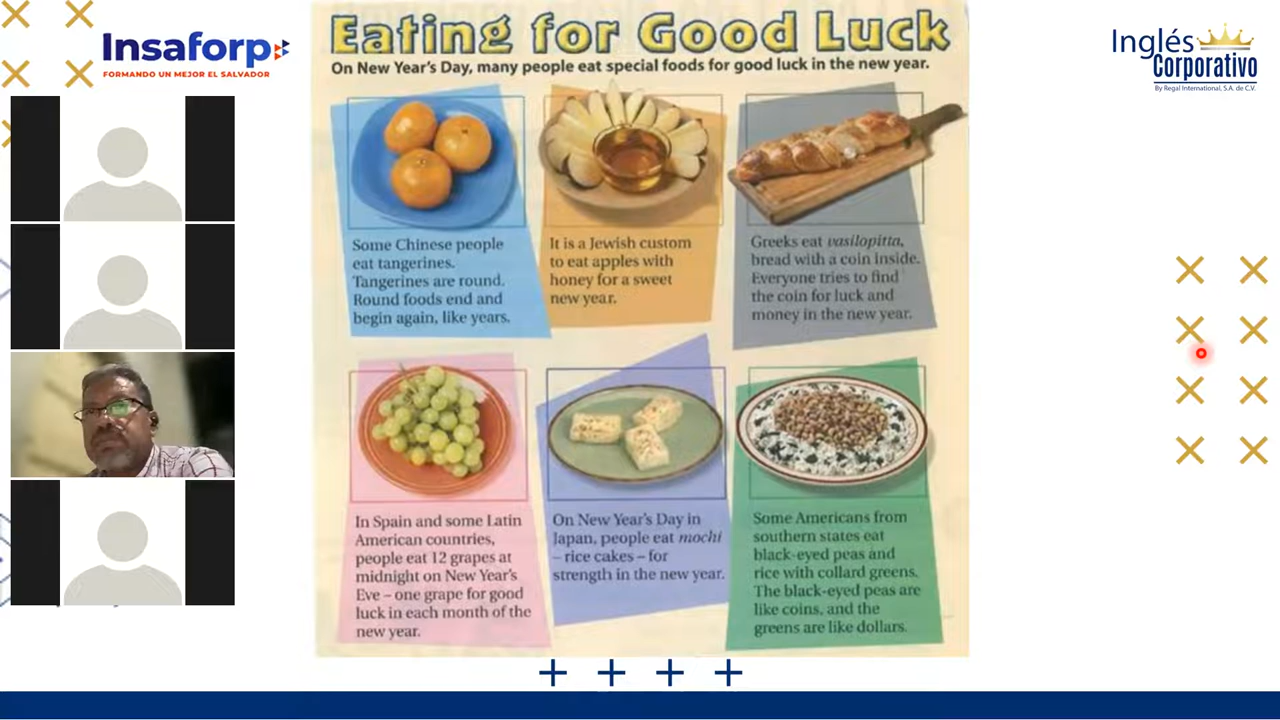 Insaforp
FORMANDO UN MEJOR EL SALVADOR
Eating for Good Luck
On New Year's Day, many people eat special foods for good luck in the new year.
Inglés
Corporativo
By Regal International, S.A. de C.V.
Some Chinese people
eat tangerines.
Tangerines are round.
Round foods end and
begin again, like years.
It is a Jewish custom
to eat apples with
honey for a sweet
new year.
Greeks eat vasilopitta,
bread with a coin inside.
Everyone tries to find
the coin for luck and
money in the new year.
In Spain and some Latin
American countries,
people eat 12 grapes at
midnight on New Year's
Eve – one grape for good
luck in each month of the
new year.
On New Year's Day in
Japan, people eat mochi
– rice cakes – for
strength in the new year.
Some Americans from
southern states eat
black-eyed peas and
rice with collard greens.
The black-eyed peas are
like coins, and the
greens are like dollars.